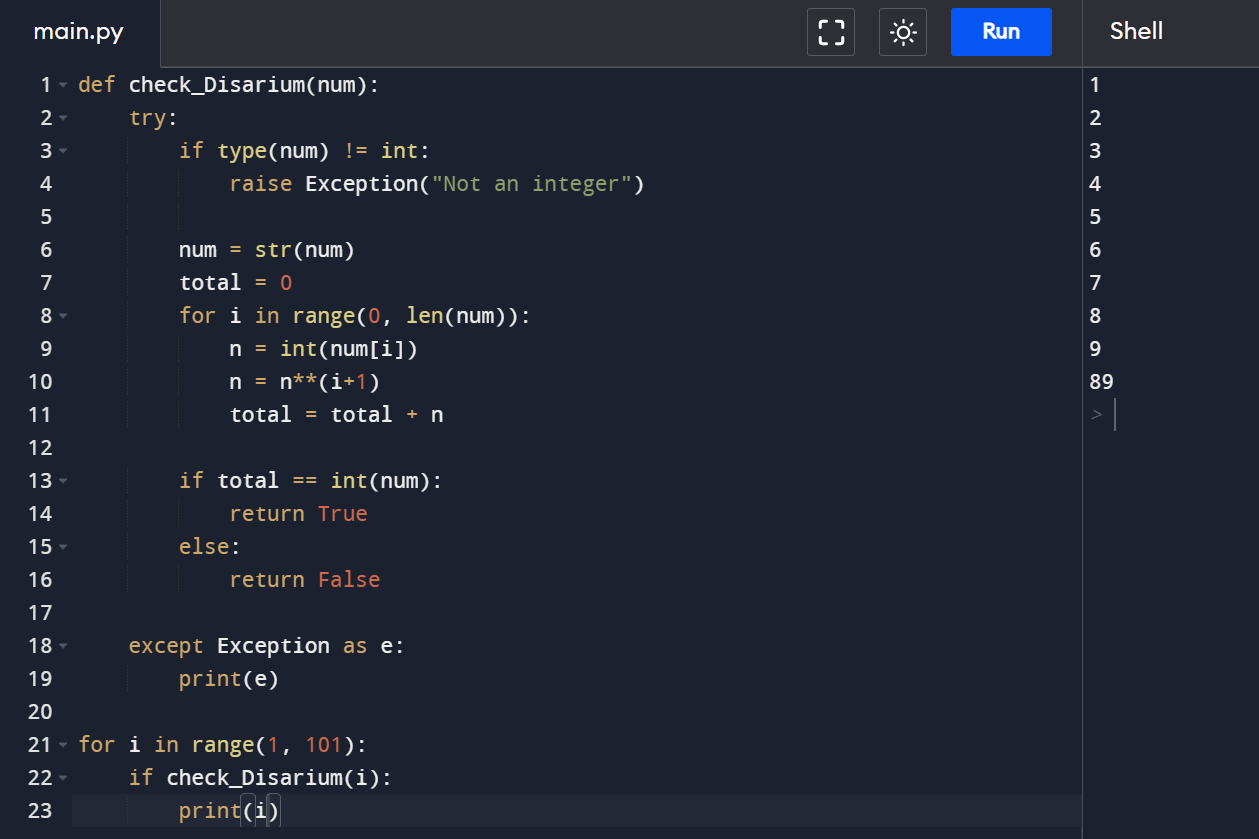 main.py Run Shell
1 def check_Disarium(num):
2     try:
3         if type(num) != int:
4             raise Exception("Not an integer")
5
6         num = str(num)
7         total = 0
8         for i in range(0, len(num)):
9             n = int(num[i])
10             n = n**(i+1)
11             total = total + n
12
13         if total == int(num):
14             return True
15         else:
16             return False
17
18     except Exception as e:
19         print(e)
20
21 for i in range(1, 101):
22     if check_Disarium(i):
23         print(i)
1
2
3
4
5
6
7
8
9
89
>